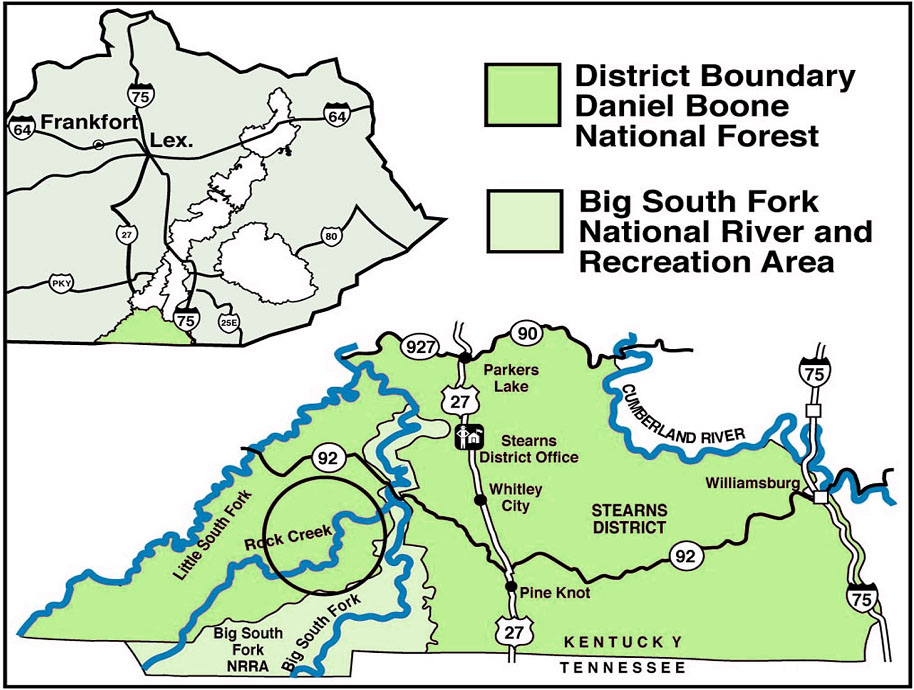 75
64
Frankfort
64
Lex.
27
80
PKY
75
25E
District Boundary
Daniel Boone
National Forest
Big South Fork
National River and
Recreation Area
927
90
Parkers
Lake
27
75
CUMBERLAND RIVER
Stearns
District Office
92
Whitley
City
Williamsburg
STEARNS
DISTRICT
Little South Fork
Rock Creek
92
Pine Knot
75
Big South
Fork
NRRA
Big South Fork
27
KENTUCKY
TENNESSEE